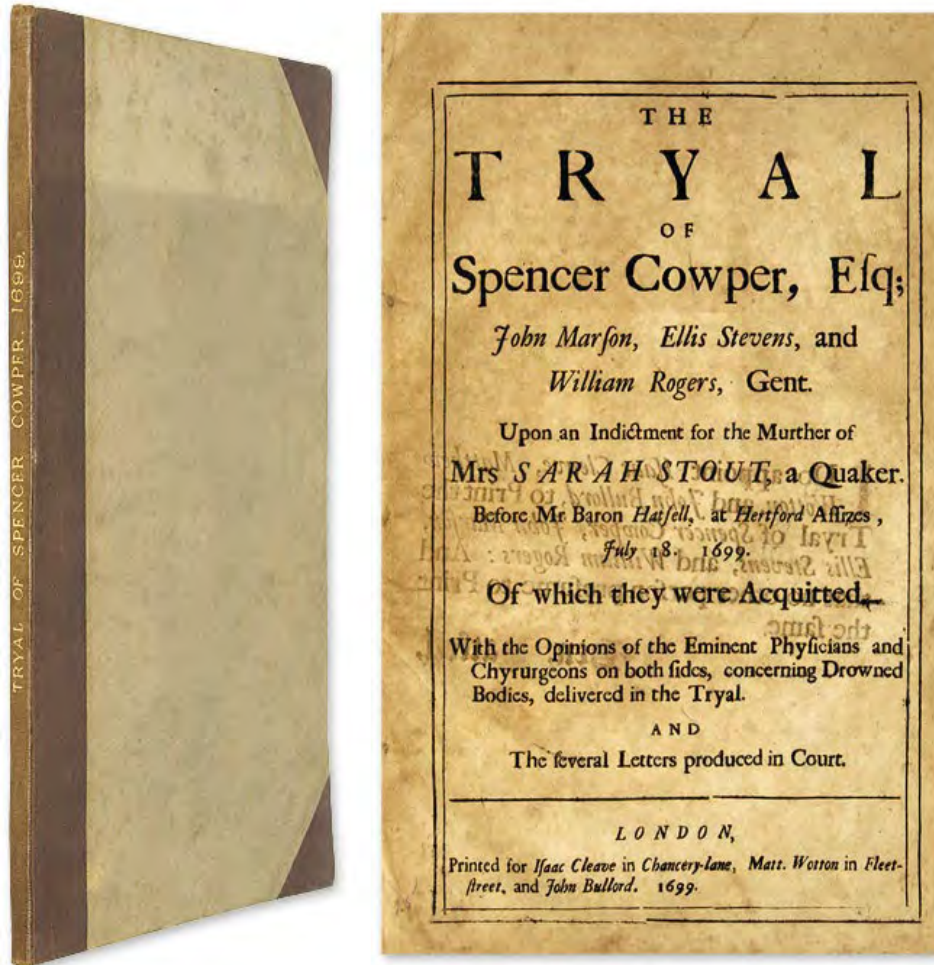 TRYAL OF SPENCER COWPER, 1699.
THE
TRYAL
OF
Spencer Cowper, Eſq;
John Marſon, Ellis Stevens, and
William Rogers, Gent.
Upon an Indictment for the Murther of
Mrs SARAH STOUT, a Quaker.
Before Mr Baron Hatſell, at Hertford Aſſizes,
July 18. 1699.
Of which they were Acquitted.
With the Opinions of the Eminent Phyſicians and
Chyrurgeons on both ſides, concerning Drowned
Bodies, delivered in the Tryal.
AND
The ſeveral Letters produced in Court.
LONDON,
Printed for Iſaac Cleave in Chancery-lane, Matt. Wotton in Fleet-
ſtreet, and John Bullord. 1699.